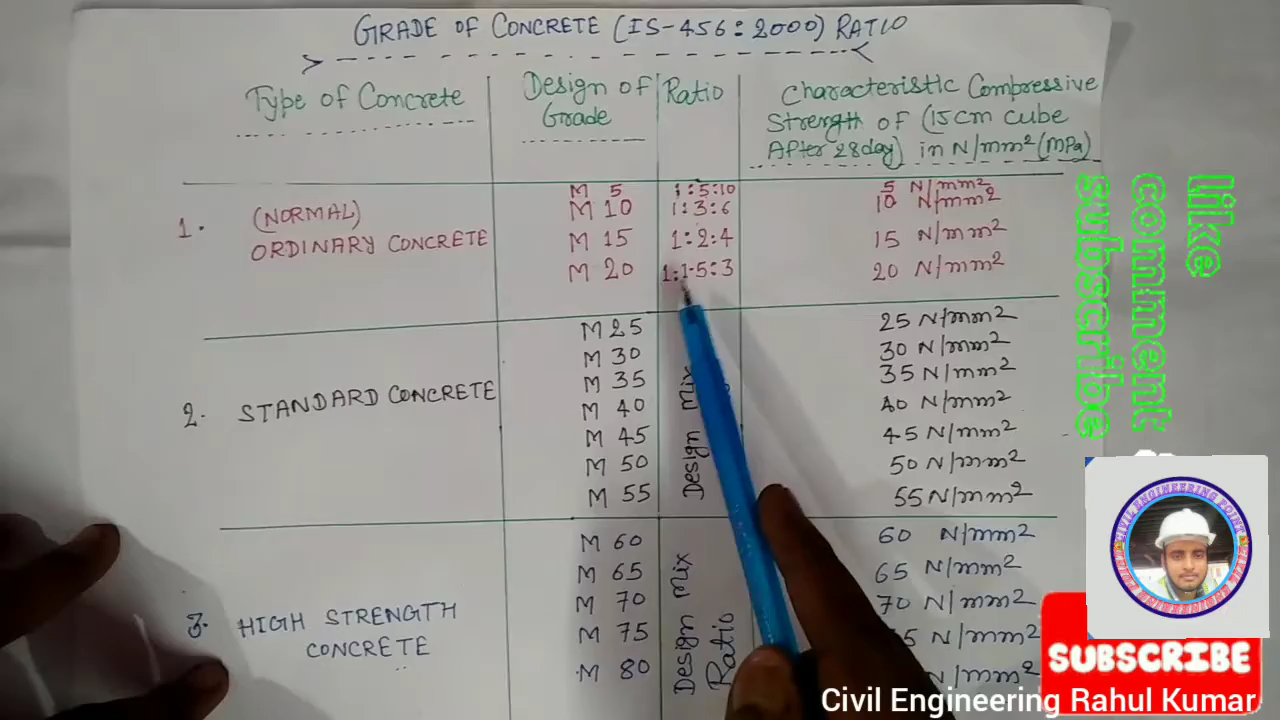 GRADE OF CONCRETE (IS-456:2000) RATIO
Type of Concrete
Design of Grade
Ratio
Characteristic Compressive
Strength of (15cm cube
After 28day) in N/mm² (MPa)
1. (NORMAL)
ORDINARY CONCRETE
M 5 1:5:10 5 N/mm²
M 10 1:3:6 10 N/mm²
M 15 1:2:4 15 N/mm²
M 20 1:1.5:3 20 N/mm²
2. STANDARD CONCRETE
M 25 25 N/mm²
M 30 30 N/mm²
M 35 35 N/mm²
M 40 40 N/mm²
M 45 45 N/mm²
M 50 50 N/mm²
M 55 55 N/mm²
Design Mix
3. HIGH STRENGTH
CONCRETE
M 60 60 N/mm²
M 65 65 N/mm²
M 70 70 N/mm²
M 75 5 N/mm²
M 80 N/mm²
Design Mix
Ratio
like
comment
subscribe
CIVIL ENGINEERING POINT
SUBSCRIBE
Civil Engineering Rahul Kumar